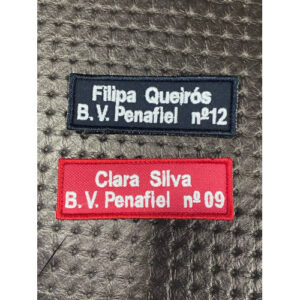 Filipa Queirós
B. V. Penafiel nº12
Clara Silva
B. V. Penafiel nº 09